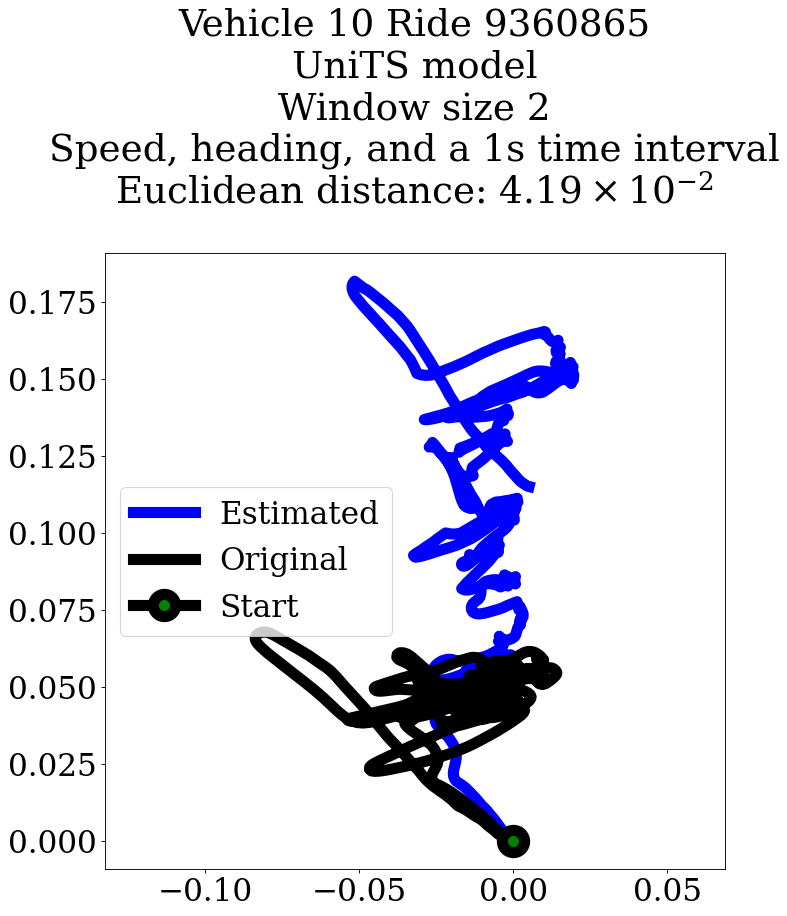 Vehicle 10 Ride 9360865
UniTS model
Window size 2
Speed, heading, and a 1s time interval
Euclidean distance: 4.19 × 10⁻²
0.175
0.150
0.125
0.100
0.075
0.050
0.025
0.000
Estimated
Original
Start
−0.10 −0.05 0.00 0.05